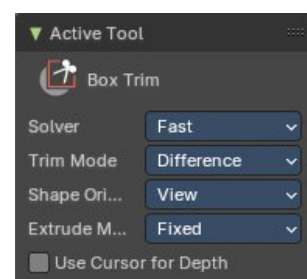 Active Tool
Box Trim
Solver Fast
Trim Mode Difference
Shape Ori... View
Extrude M... Fixed
Use Cursor for Depth